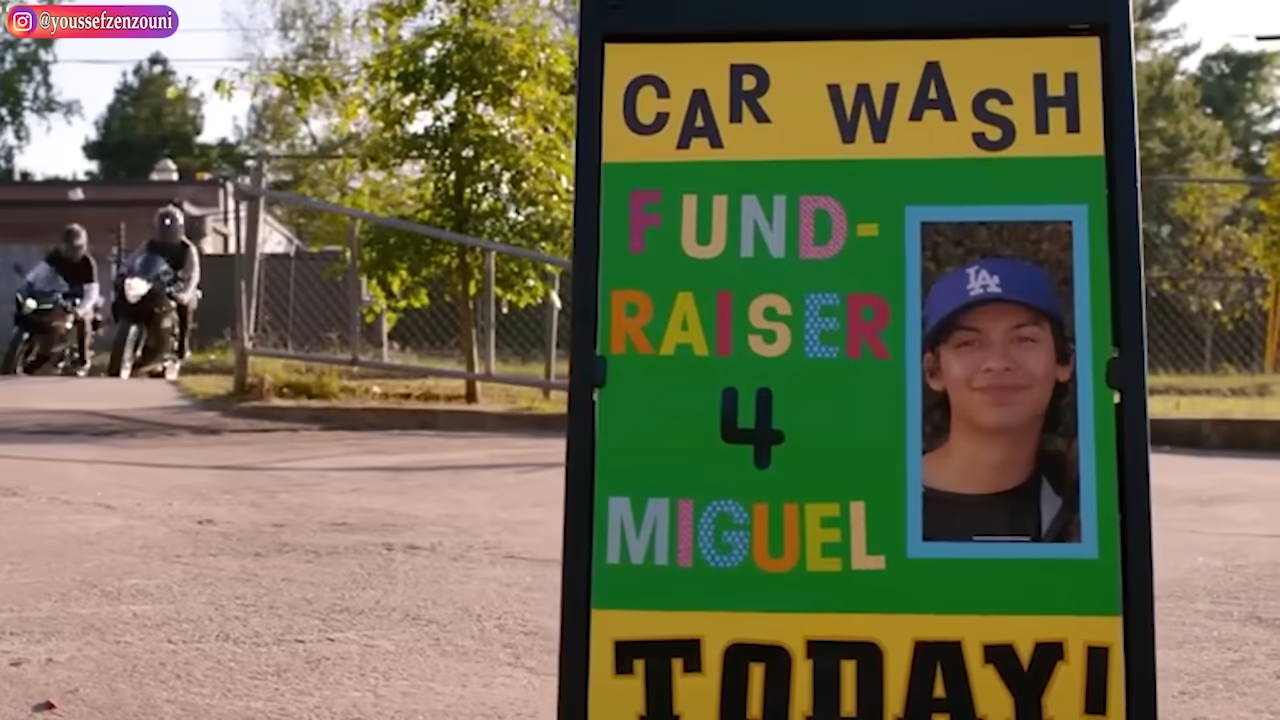 @youssefzenzouni
CAR WASH
FUND-
RAISER
4
MIGUEL
LA
TODAY!